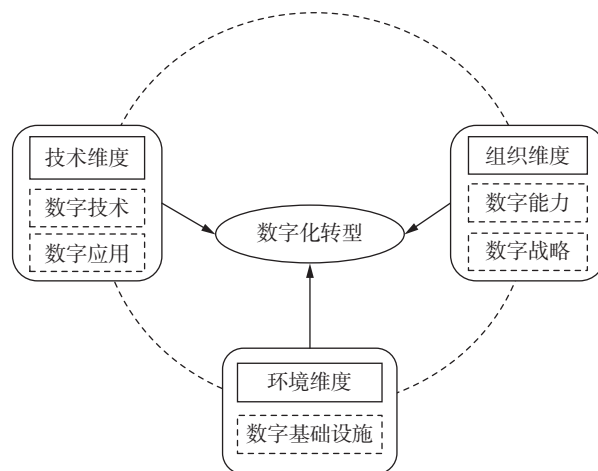 技术维度
数字技术
数字应用
数字化转型
组织维度
数字能力
数字战略
环境维度
数字基础设施